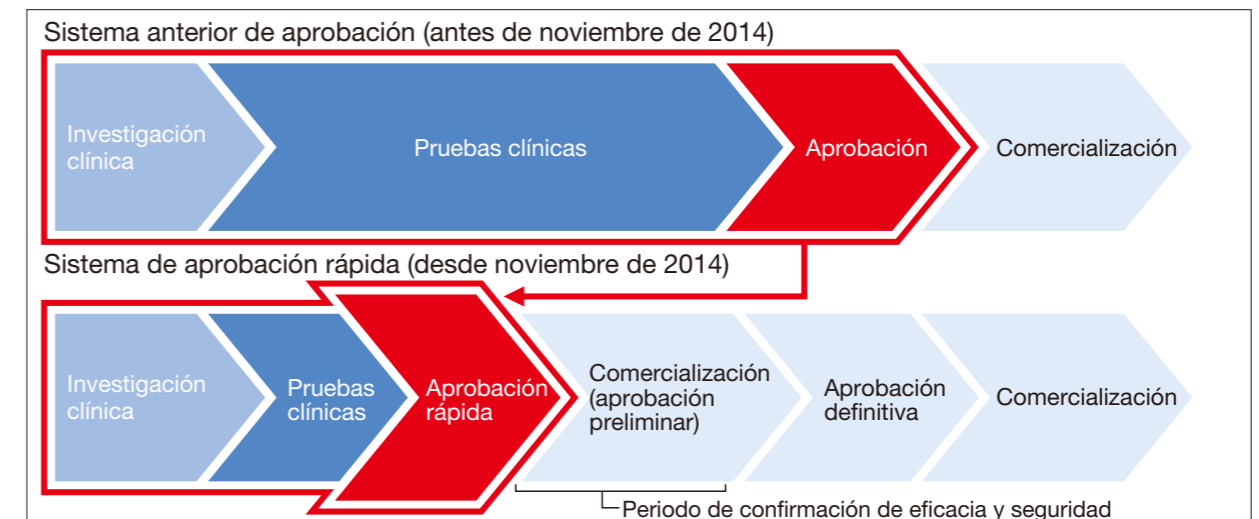 Sistema anterior de aprobación (antes de noviembre de 2014)
Investigación
clínica
Pruebas clínicas
Aprobación
Comercialización
Sistema de aprobación rápida (desde noviembre de 2014)
Investigación
clínica
Pruebas
clínicas
Aprobación
rápida
Comercialización
(aprobación
preliminar)
Aprobación
definitiva
Comercialización
Periodo de confirmación de eficacia y seguridad